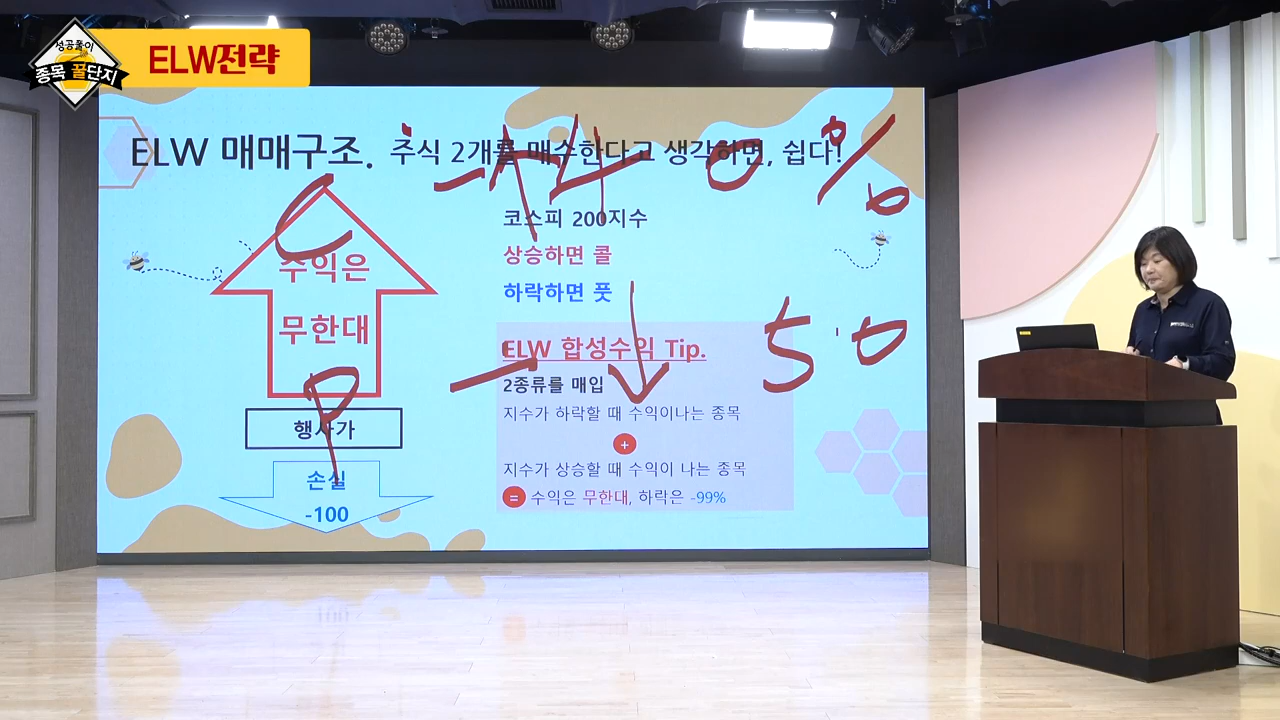 성공폴이
종목 꿀단지
ELW전략
ELW 매매구조. 주식 2개를 매수한다고 생각하면, 쉽다!
수익은
무한대
행사가
손실
-100
코스피 200지수
상승하면 콜
하락하면 풋
ELW 합성수익 Tip.
2종류를 매입
지수가 하락할 때 수익이나는 종목
+
지수가 상승할 때 수익이 나는 종목
= 수익은 무한대, 하락은 -99%
C
P
50